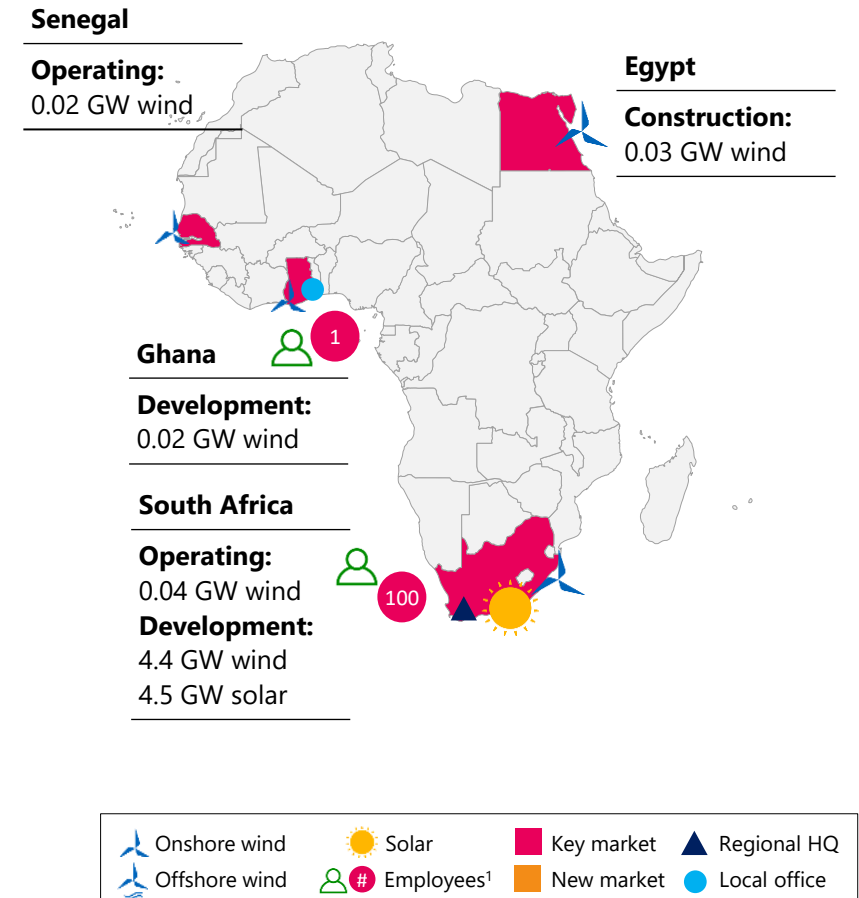 Senegal
Operating:
0.02 GW wind
Egypt
Construction:
0.03 GW wind
1
Ghana
Development:
0.02 GW wind
South Africa
Operating:
0.04 GW wind
Development:
4.4 GW wind
4.5 GW solar
100
Onshore wind
Solar
Key market
Regional HQ
Offshore wind
# Employees¹
New market
Local office